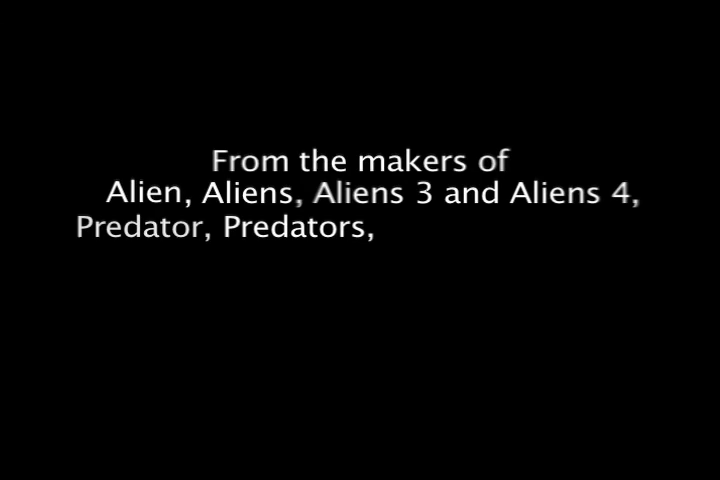 From the makers of
Alien, Aliens, Aliens 3 and Aliens 4,
Predator, Predators,